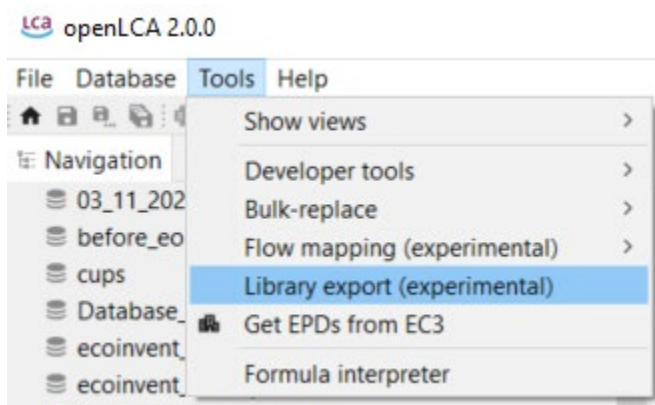 LCA openLCA 2.0.0
File Database Tools Help
Show views
Navigation
Developer tools
03_11_202
Bulk-replace
before_eo
Flow mapping (experimental)
cups
Library export (experimental)
Database_
Get EPDs from EC3
ecoinvent_
Formula interpreter
ecoinvent_